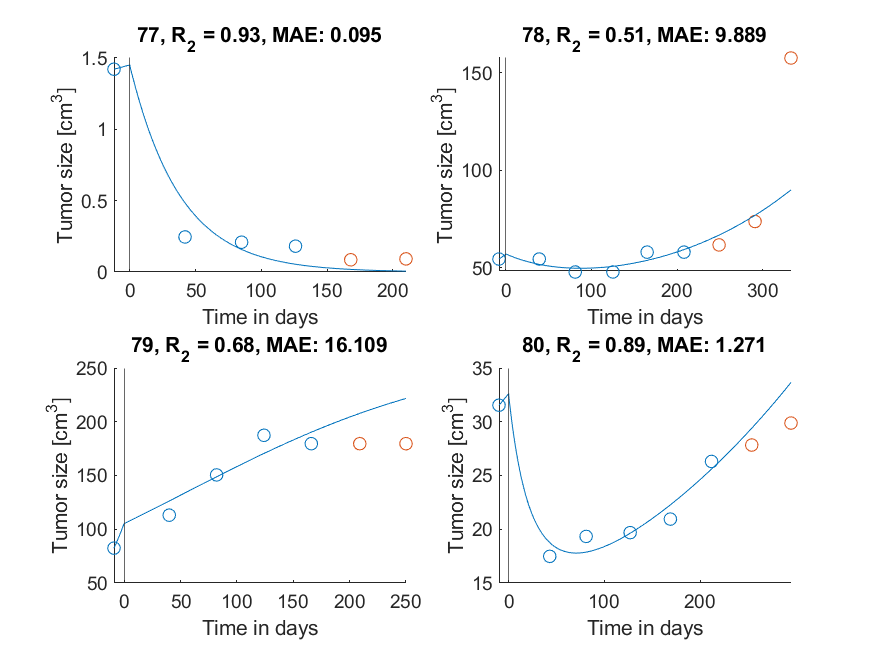 77, R2 = 0.93, MAE: 0.095
1.5
1
0.5
0
Tumor size [cm3]
0 50 100 150 200
Time in days
78, R2 = 0.51, MAE: 9.889
150
100
50
Tumor size [cm3]
0 100 200 300
Time in days
79, R2 = 0.68, MAE: 16.109
250
200
150
100
50
Tumor size [cm3]
0 50 100 150 200 250
Time in days
80, R2 = 0.89, MAE: 1.271
35
30
25
20
15
Tumor size [cm3]
0 100 200
Time in days